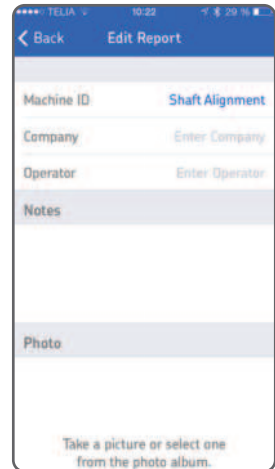 TELIA 10:22 29 %
Back Edit Report
Machine ID Shaft Alignment
Company Enter Company
Operator Enter Operator
Notes
Photo
Take a picture or select one
from the photo album.